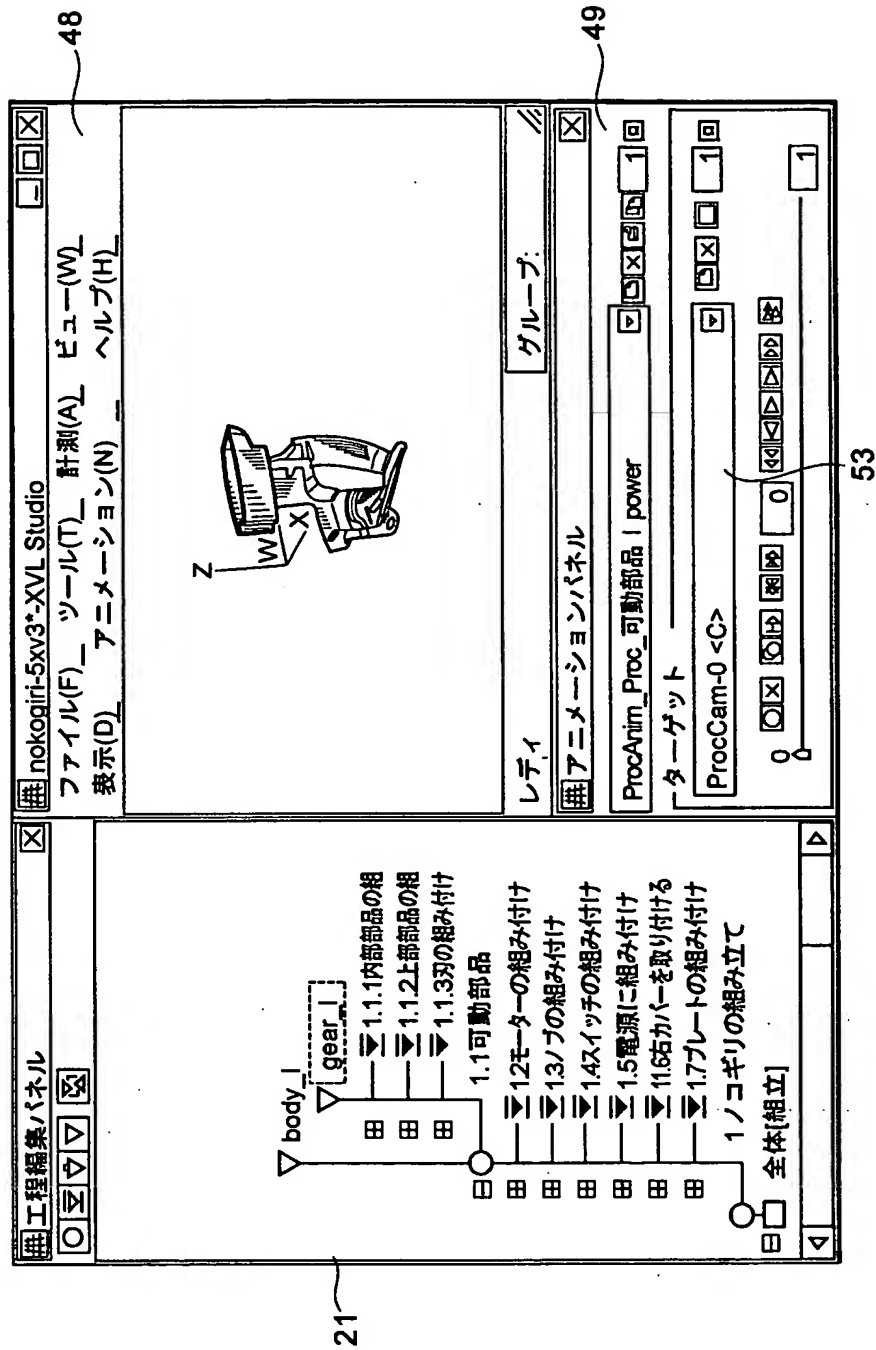 工程編集パネル
body_l
gear_l
1.1.1内部部品の組
1.1.2上部部品の組
1.1.3刃の組み付け
1.1可動部品
1.2モーターの組み付け
1.3ノブの組み付け
1.4スイッチの組み付け
1.5電源に組み付け
11.6右カバーを取り付ける
1.7プレートの組み付け
1ノコギリの組み立て
全体[組立]
21
nokogiri-5xv3*-XVL Studio
ファイル(F)_ ツール(T)_ 計測(A)_ ビュー(W)_
表示(D)_ アニメーション(N)_ ヘルプ(H)_
Z
W
X
レディ
グループ:
48
アニメーションパネル
ProcAnim_Proc_可動部品 l power
1
ターゲット
ProcCam-0 <C>
1
0
0
1
49
53